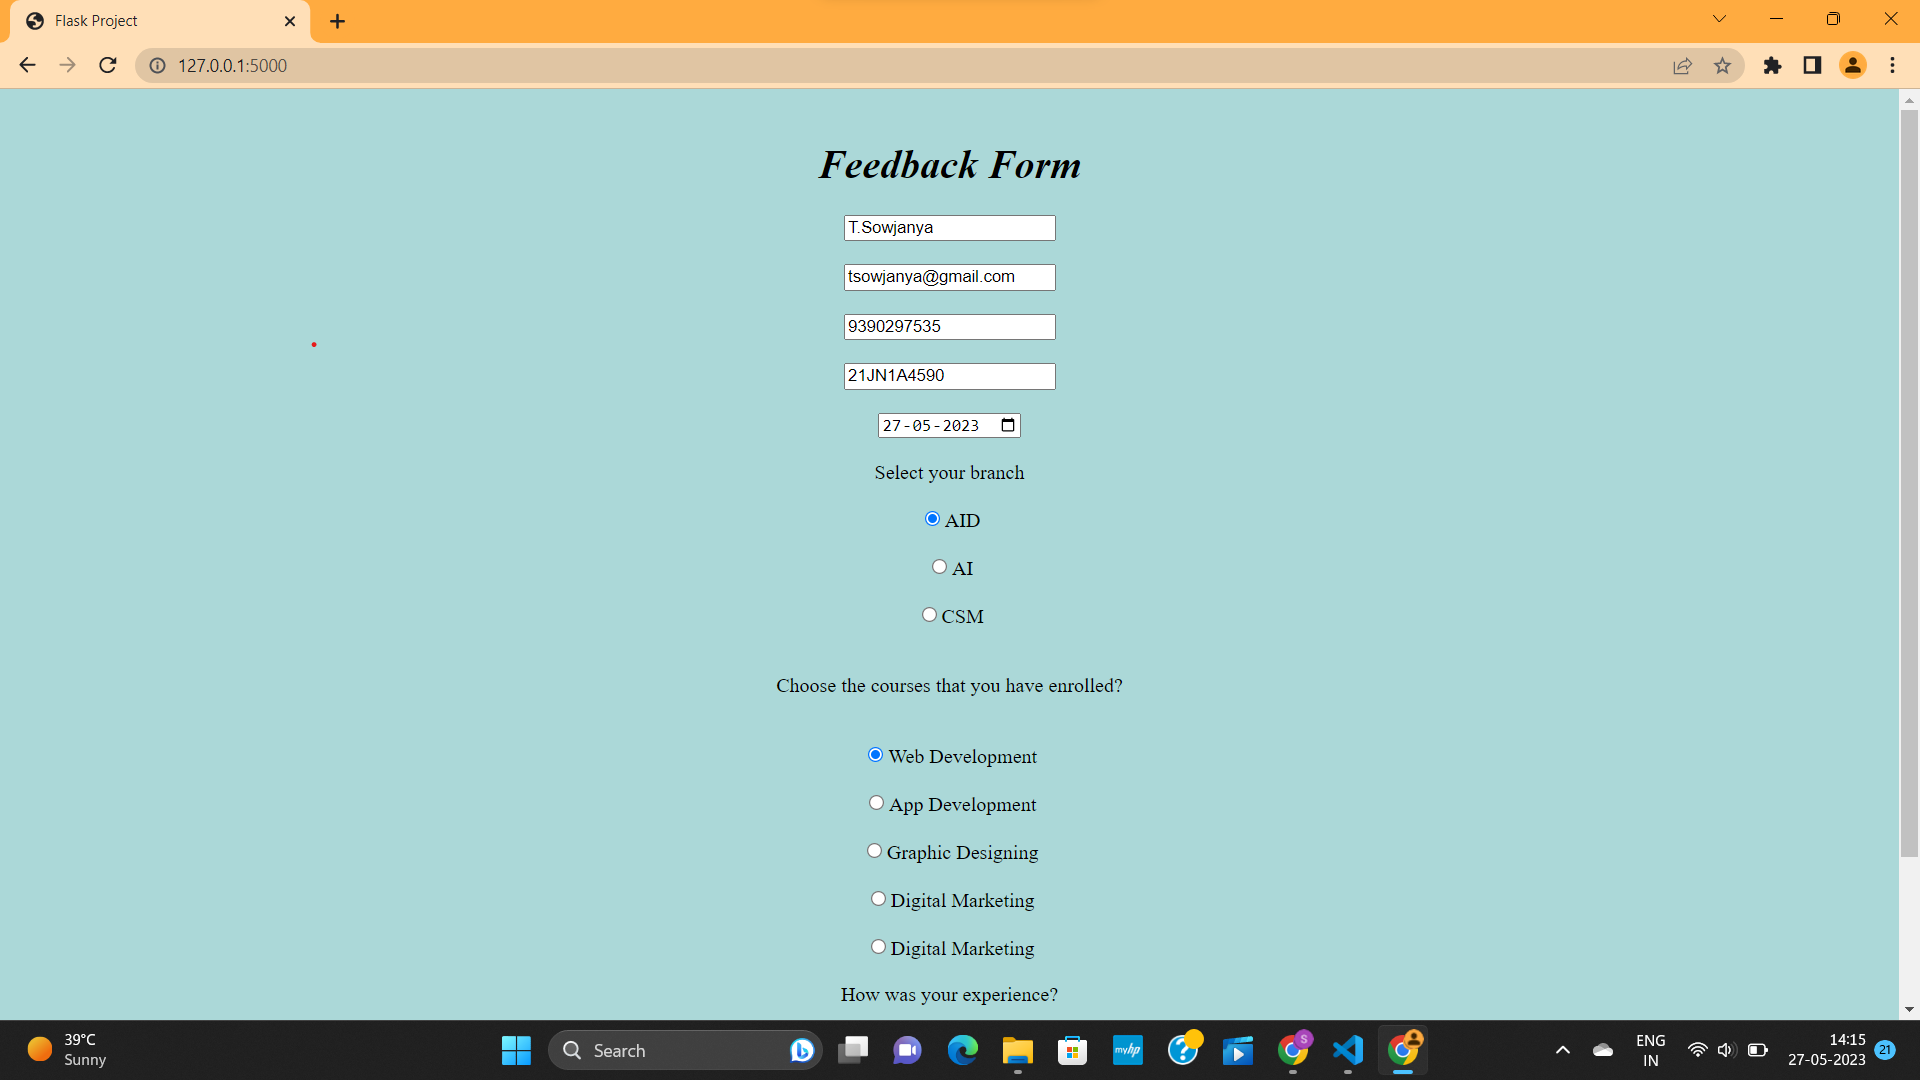 Flask Project
127.0.0.1:5000
Feedback Form
T.Sowjanya
tsowjanya@gmail.com
9390297535
21JN1A4590
27-05-2023
Select your branch
AID
AI
CSM
Choose the courses that you have enrolled?
Web Development
App Development
Graphic Designing
Digital Marketing
Digital Marketing
How was your experience?
39°C
Sunny
Search
myhp
S
ENG
IN
14:15
27-05-2023
21